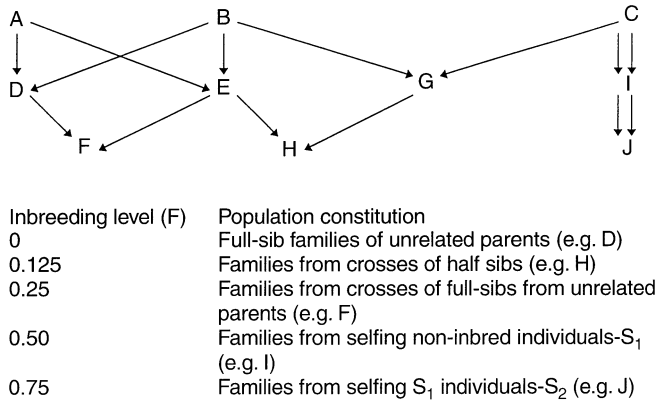 A B C
D E G I
F H J
Inbreeding level (F) Population constitution
0 Full-sib families of unrelated parents (e.g. D)
0.125 Families from crosses of half sibs (e.g. H)
0.25 Families from crosses of full-sibs from unrelated
parents (e.g. F)
0.50 Families from selfing non-inbred individuals-S₁
(e.g. I)
0.75 Families from selfing S₁ individuals-S₂ (e.g. J)